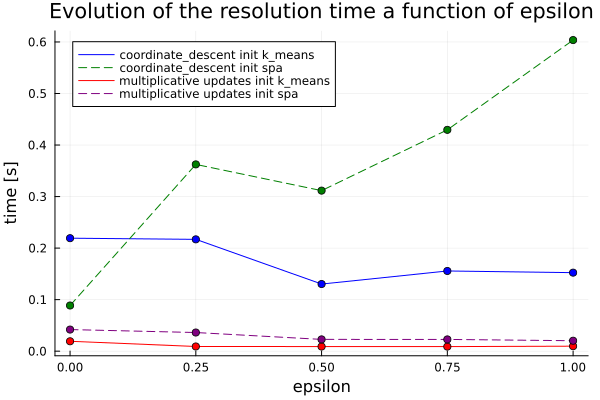 Evolution of the resolution time a function of epsilon
coordinate_descent init k_means
coordinate_descent init spa
multiplicative updates init k_means
multiplicative updates init spa
time [s]
0.6
0.5
0.4
0.3
0.2
0.1
0.0
0.00 0.25 0.50 0.75 1.00
epsilon